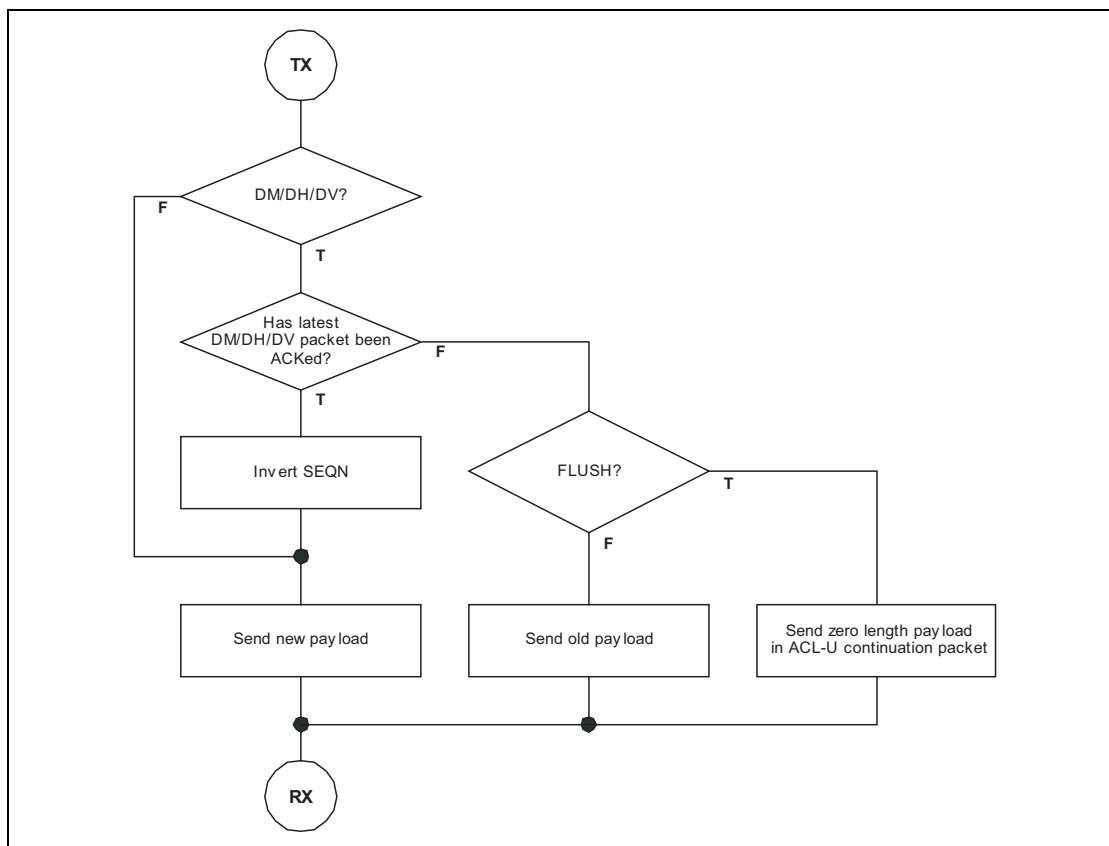 TX
DM/DH/DV?
F
T
Has latest
DM/DH/DV packet been
ACKed?
F
T
Invert SEQN
FLUSH?
T
F
Send new payload
Send old payload
Send zero length payload
in ACL-U continuation packet
RX